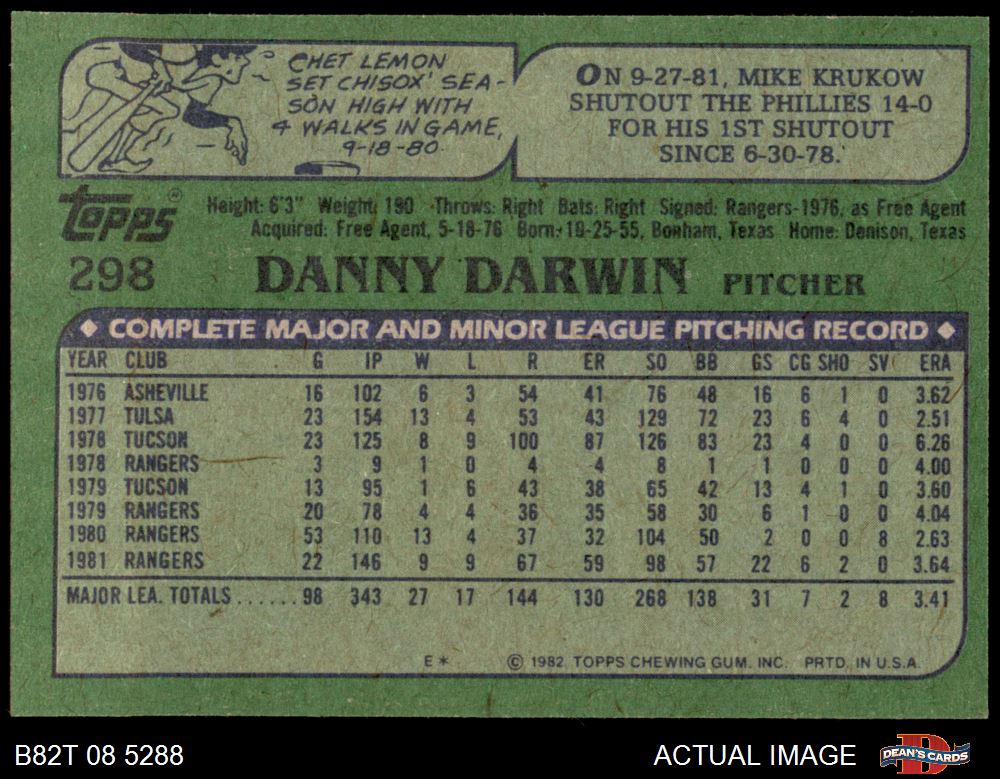 CHET LEMON
SET CHISOX' SEA-
SON HIGH WITH
4 WALKS IN GAME,
9-18-80.
ON 9-27-81, MIKE KRUKOW
SHUTOUT THE PHILLIES 14-0
FOR HIS 1ST SHUTOUT
SINCE 6-30-78.
TOPPS®
Height: 6'3" Weight: 190 Throws: Right Bats: Right Signed: Rangers-1976, as Free Agent
Acquired: Free Agent, 5-18-76 Born: 10-25-55, Bonham, Texas Home: Denison, Texas
298 DANNY DARWIN PITCHER
◆ COMPLETE MAJOR AND MINOR LEAGUE PITCHING RECORD ◆
YEAR CLUB G IP W L R ER SO BB GS CG SHO SV ERA
1976 ASHEVILLE 16 102 6 3 54 41 76 48 16 6 1 0 3.62
1977 TULSA 23 154 13 4 53 43 129 72 23 6 4 0 2.51
1978 TUCSON 23 125 8 9 100 87 126 83 23 4 0 0 6.26
1978 RANGERS 3 9 1 0 4 4 8 1 1 0 0 0 4.00
1979 TUCSON 13 95 1 6 43 38 65 42 13 4 1 0 3.60
1979 RANGERS 20 78 4 4 36 35 58 30 6 1 0 0 4.04
1980 RANGERS 53 110 13 4 37 32 104 50 2 0 0 8 2.63
1981 RANGERS 22 146 9 9 67 59 98 57 22 6 2 0 3.64
MAJOR LEA. TOTALS ...... 98 343 27 17 144 130 268 138 31 7 2 8 3.41
E* © 1982 TOPPS CHEWING GUM. INC. PRTD. IN U.S.A.
B82T 08 5288 ACTUAL IMAGE DEAN'S CARDS